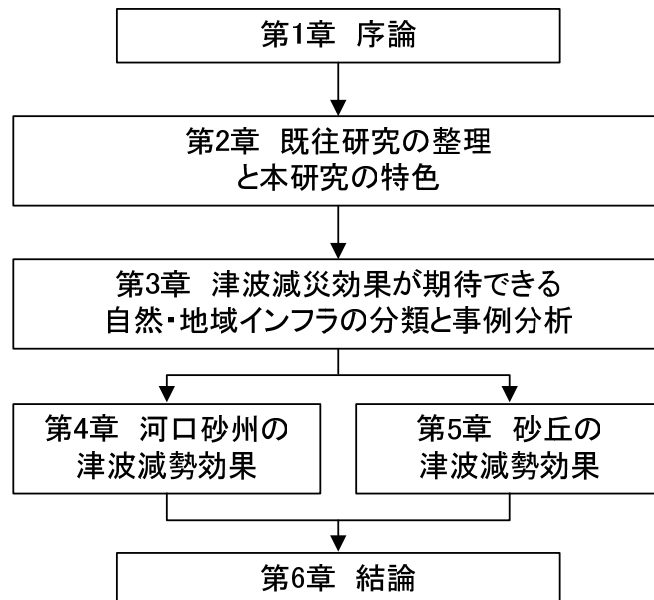 第1章 序論
第2章 既往研究の整理
と本研究の特色
第3章 津波減災効果が期待できる
自然・地域インフラの分類と事例分析
第4章 河口砂州の
津波減勢効果
第5章 砂丘の
津波減勢効果
第6章 結論